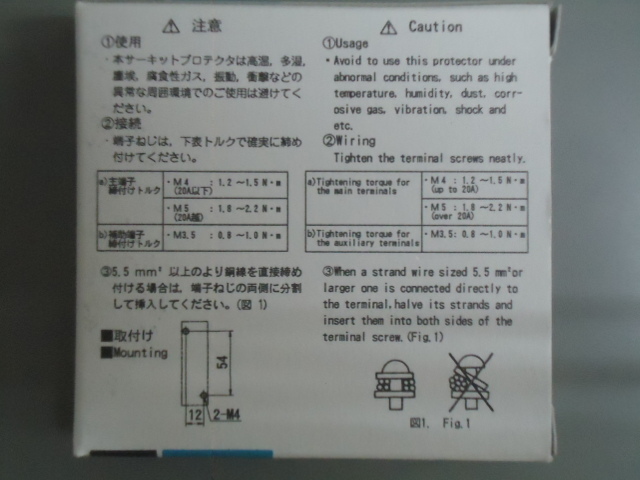 ⚠ 注意
①使用
・本サーキットプロテクタは高温, 多湿,
塵埃, 腐食性ガス, 振動, 衝撃などの
異常な周囲環境でのご使用は避けてく
ださい。
②接続
・端子ねじは, 下表トルクで確実に締め
付けてください。
a)主端子
締付けトルク
・M4 : 1.2 ～1.5 N・m
(20A以下)
・M5 : 1.8 ～2.2 N・m
(20A超)
b)補助端子
締付けトルク
・M3.5 : 0.8 ～1.0 N・m
③5.5 mm² 以上のより銅線を直接締め
付ける場合は, 端子ねじの両側に分割
して挿入してください。(図 1)
■取付け
■Mounting
54
12
2-M4
⚠ Caution
①Usage
・Avoid to use this protector under
abnormal conditions, such as high
temperature, humidity, dust, corr-
osive gas, vibration, shock and
etc.
②Wiring
Tighten the terminal screws neatly.
a)Tightening torque for
the main terminals
・M4 : 1.2 ～1.5 N・m
(up to 20A)
・M5 : 1.8 ～2.2 N・m
(over 20A)
b)Tightening torque for
the auxiliary terminals
・M3.5: 0.8 ～1.0 N・m
③When a strand wire sized 5.5 mm²or
larger one is connected directly to
the terminal.halve its strands and
insert them into both sides of the
terminal screw.(Fig.1)
図1. Fig.1